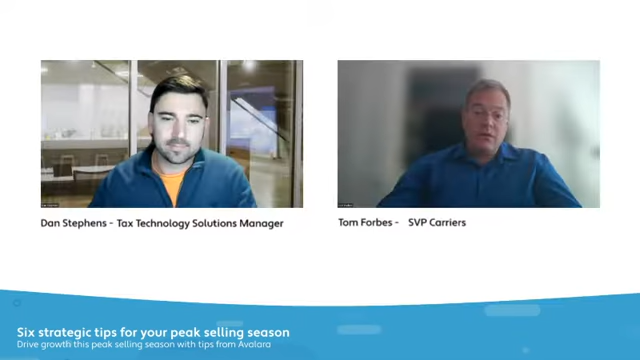 Dan Stephens - Tax Technology Solutions Manager
Tom Forbes - SVP Carriers
Six strategic tips for your peak selling season
Drive growth this peak selling season with tips from Avalara